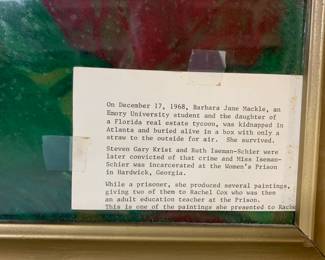 On December 17, 1968, Barbara Jane Mackle, an
Emory University student and the daughter of
a Florida real estate tycoon, was kidnapped in
Atlanta and buried alive in a box with only a
straw to the outside for air.  She survived.
Steven Gary Krist and Ruth Iseman-Schier were
later convicted of that crime and Miss Iseman-
Schier was incarcerated at the Women's Prison
in Hardwick, Georgia.
While a prisoner, she produced several paintings,
giving two of them to Rachel Cox who was then
an adult education teacher at the Prison.
This is one of the paintings she presented to Rache